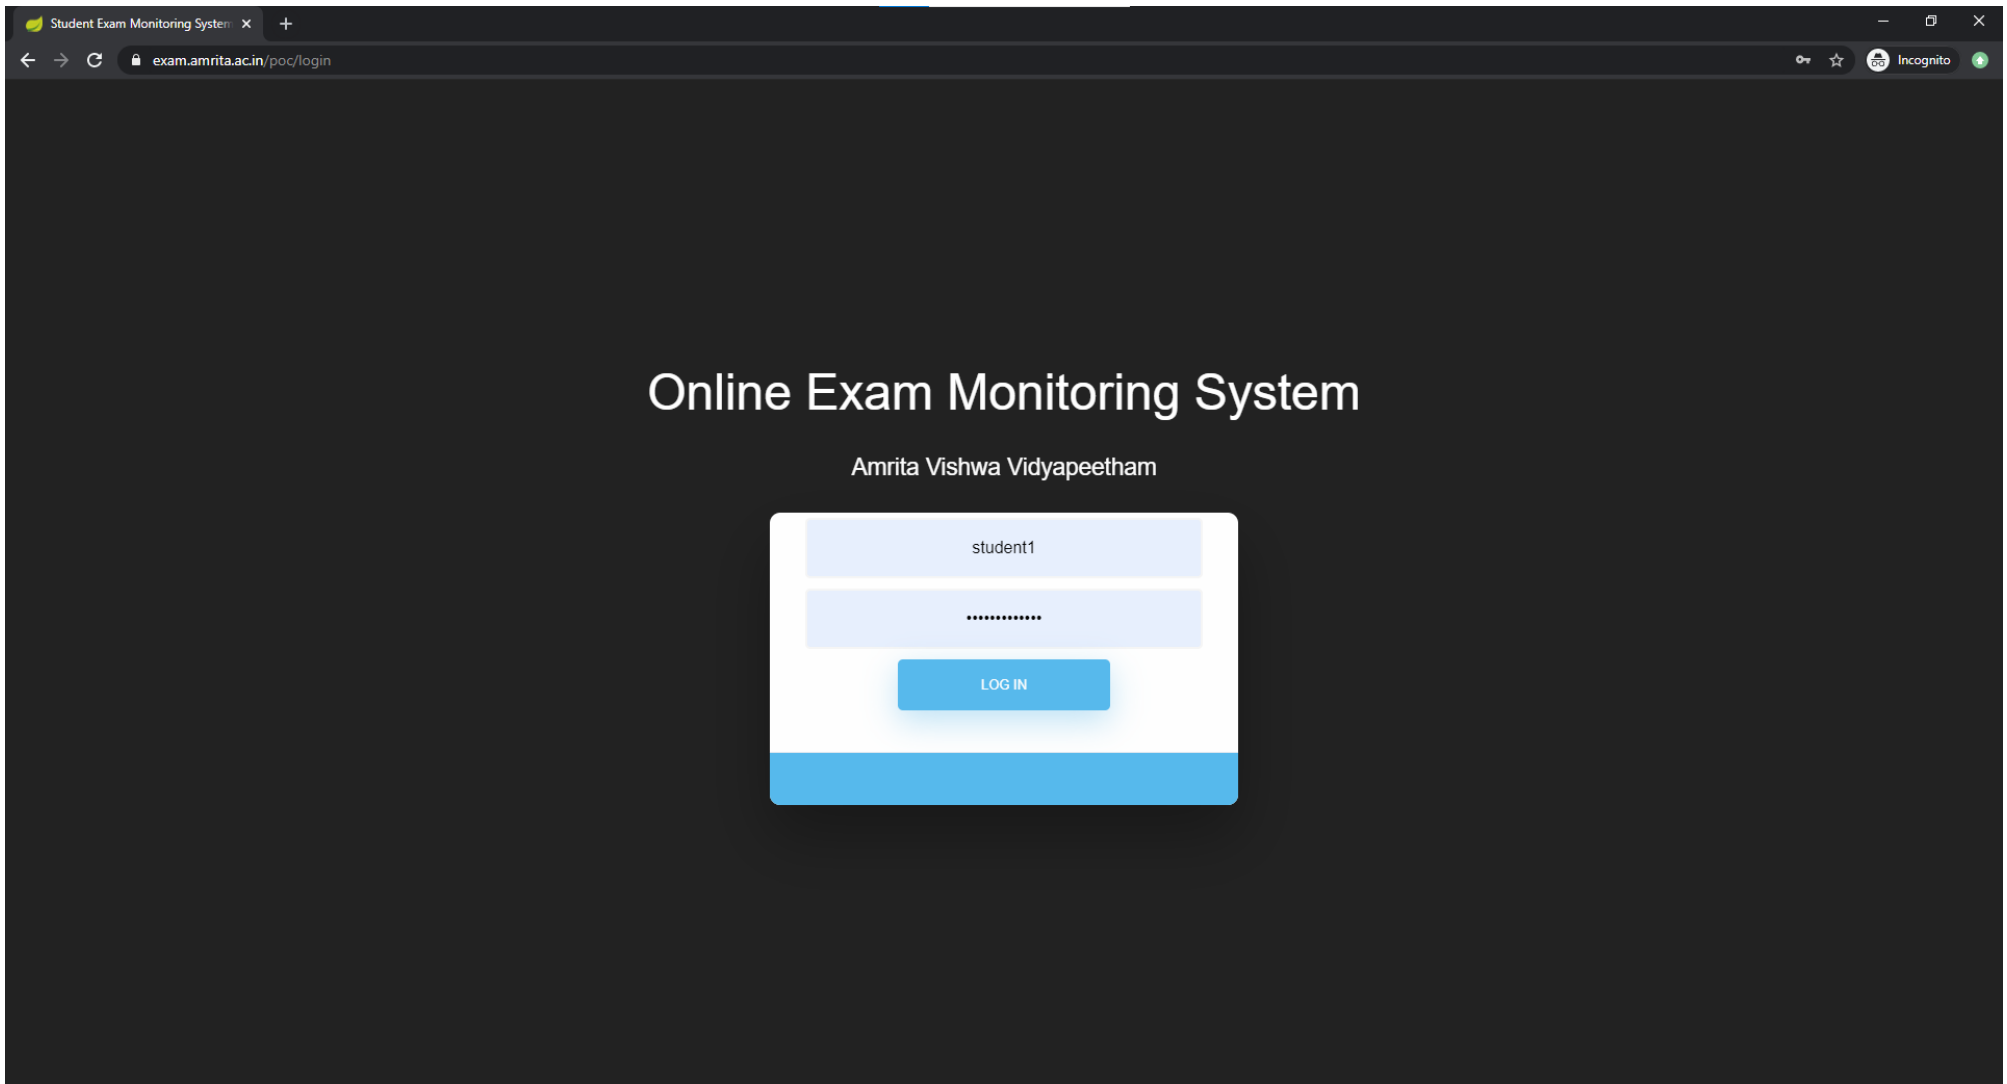 Student Exam Monitoring System
exam.amrita.ac.in/poc/login
Incognito
Online Exam Monitoring System
Amrita Vishwa Vidyapeetham
student1
•••••••••••••
LOG IN